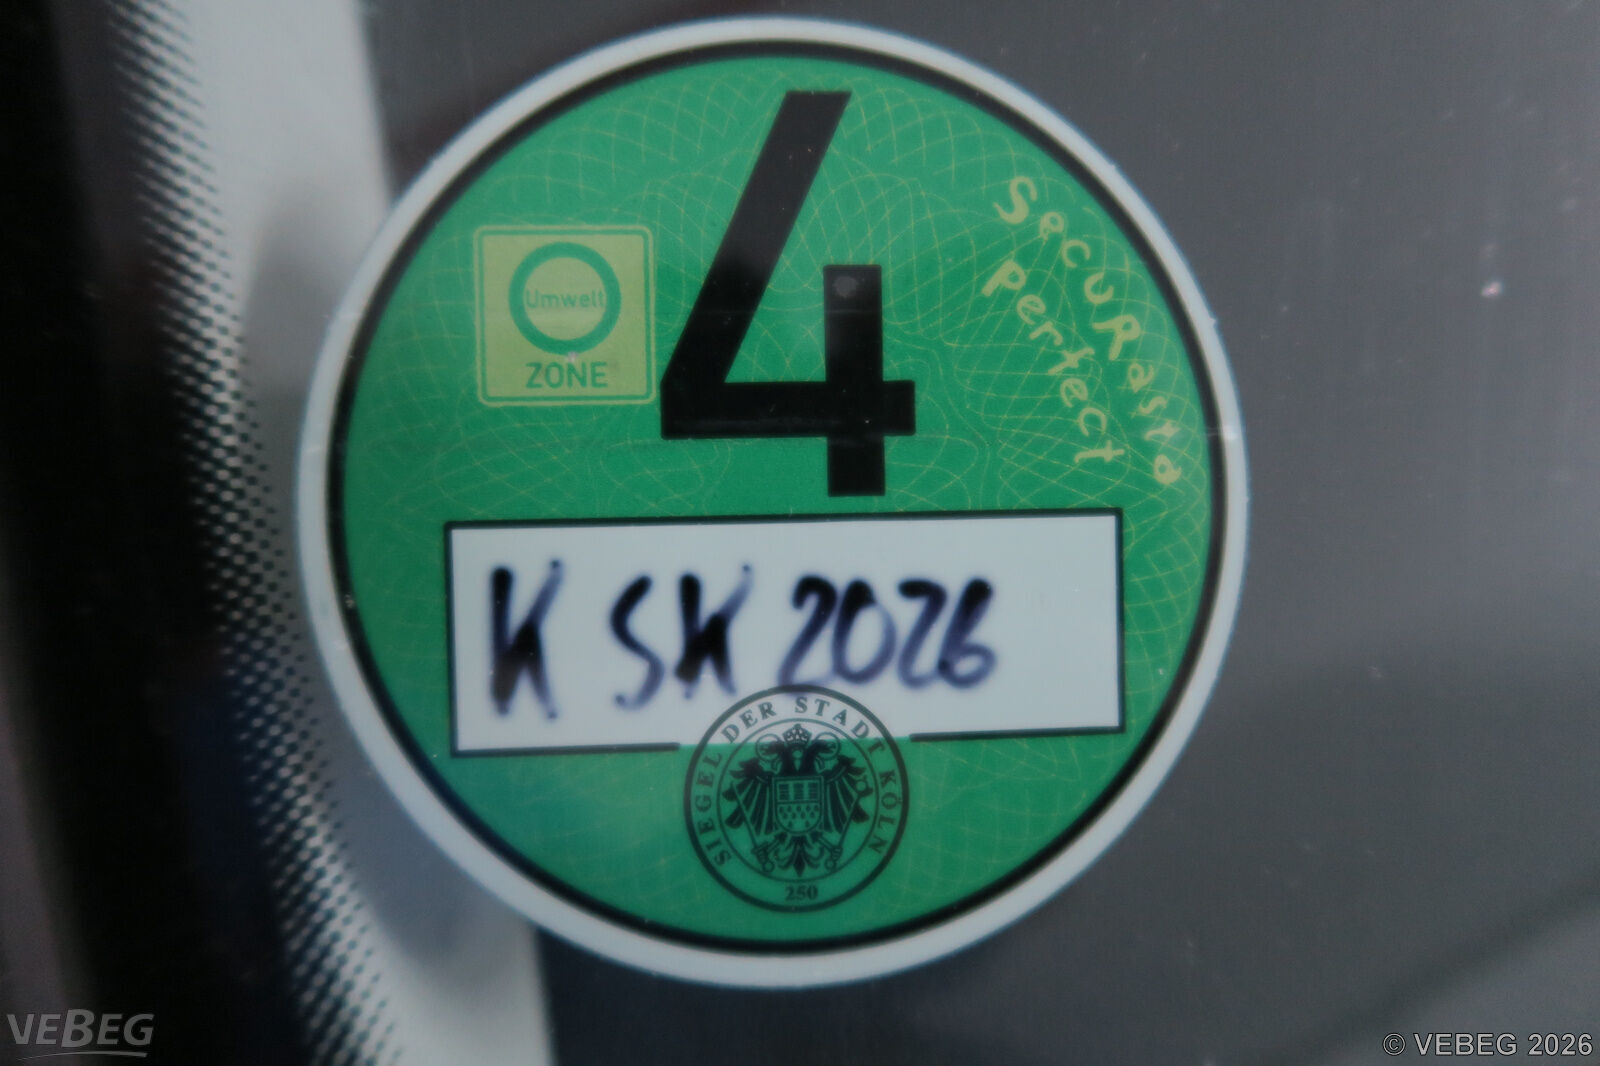 4
Umwelt
ZONE
SecuRasta
Perfect
K SK 2026
SIEGEL DER STADT KÖLN
250
VEBEG
© VEBEG 2026